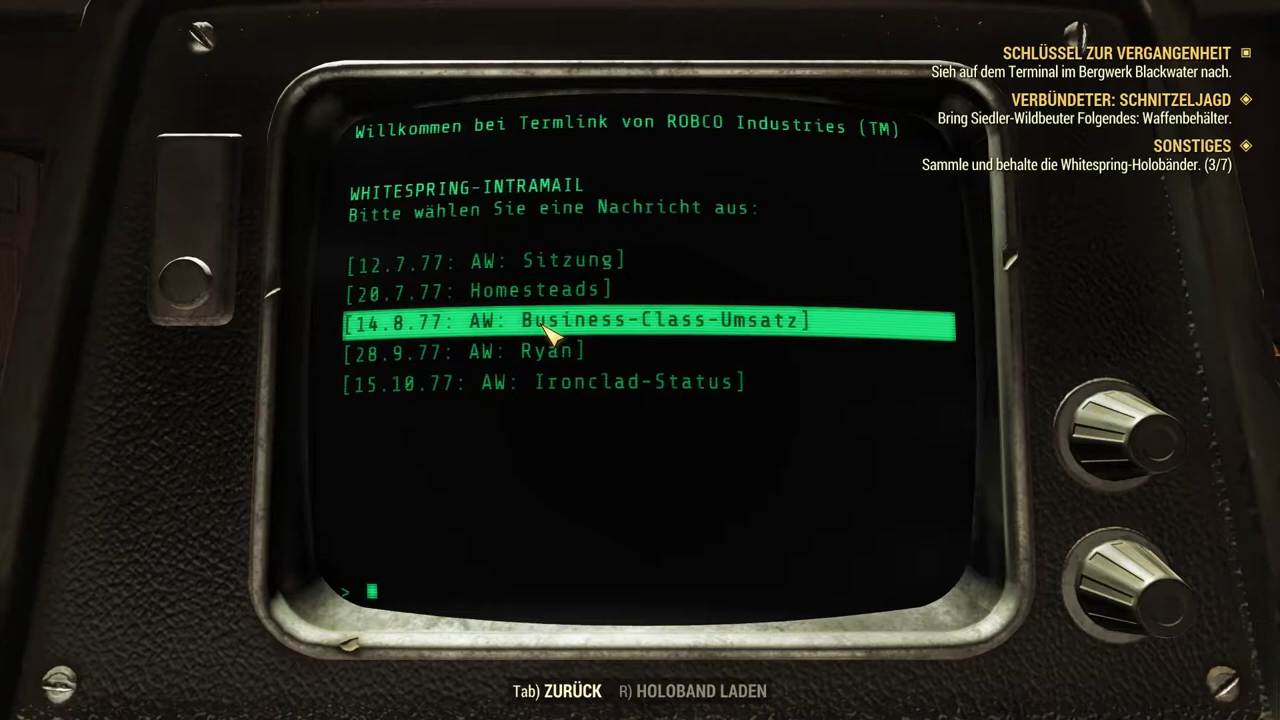 SCHLÜSSEL ZUR VERGANGENHEIT
Sieh auf dem Terminal im Bergwerk Blackwater nach.
VERBÜNDETER: SCHNITZELJAGD
Bring Siedler-Wildbeuter Folgendes: Waffenbehälter.
SONSTIGES
Sammle und behalte die Whitespring-Holobänder. (3/7)
Willkommen bei Termlink von ROBCO Industries (TM)
WHITESPRING-INTRAMAIL
Bitte wählen Sie eine Nachricht aus:
[12.7.77: AW: Sitzung]
[20.7.77: Homesteads]
[14.8.77: AW: Business-Class-Umsatz]
[28.9.77: AW: Ryan]
[15.10.77: AW: Ironclad-Status]
>
Tab) ZURÜCK R) HOLOBAND LADEN